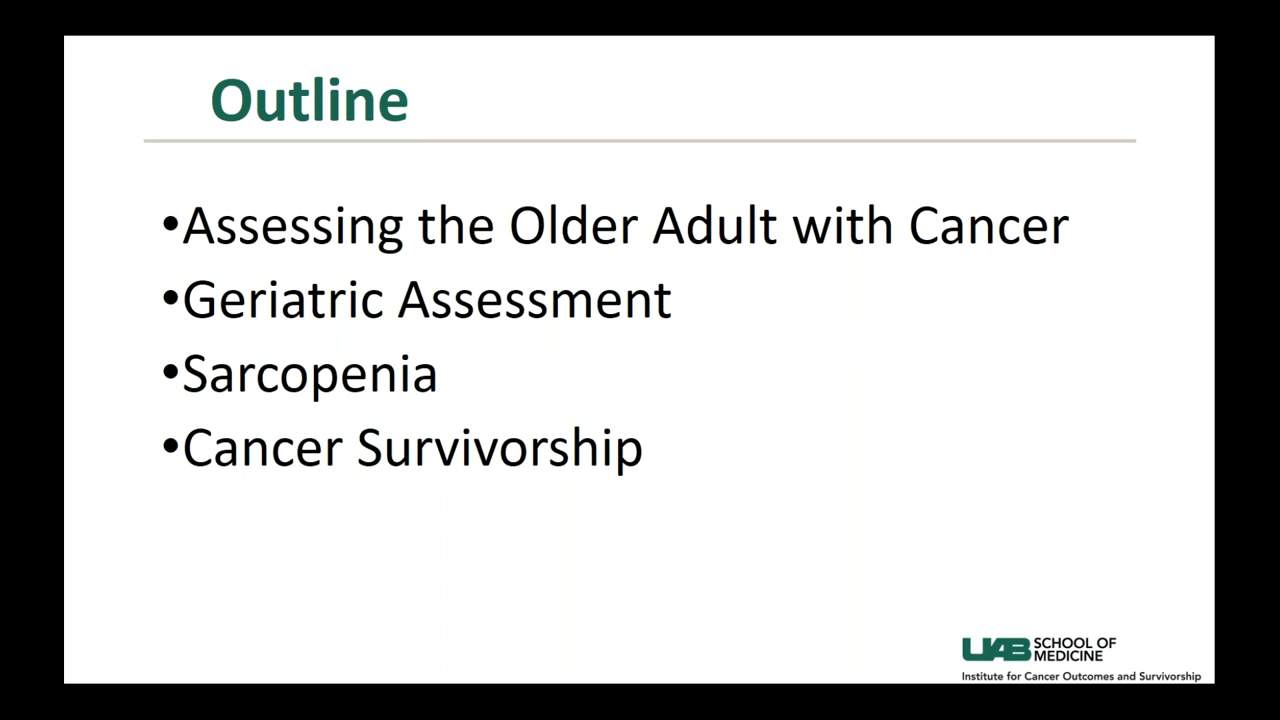 Outline
•Assessing the Older Adult with Cancer
•Geriatric Assessment
•Sarcopenia
•Cancer Survivorship
UAB SCHOOL OF
MEDICINE
Institute for Cancer Outcomes and Survivorship